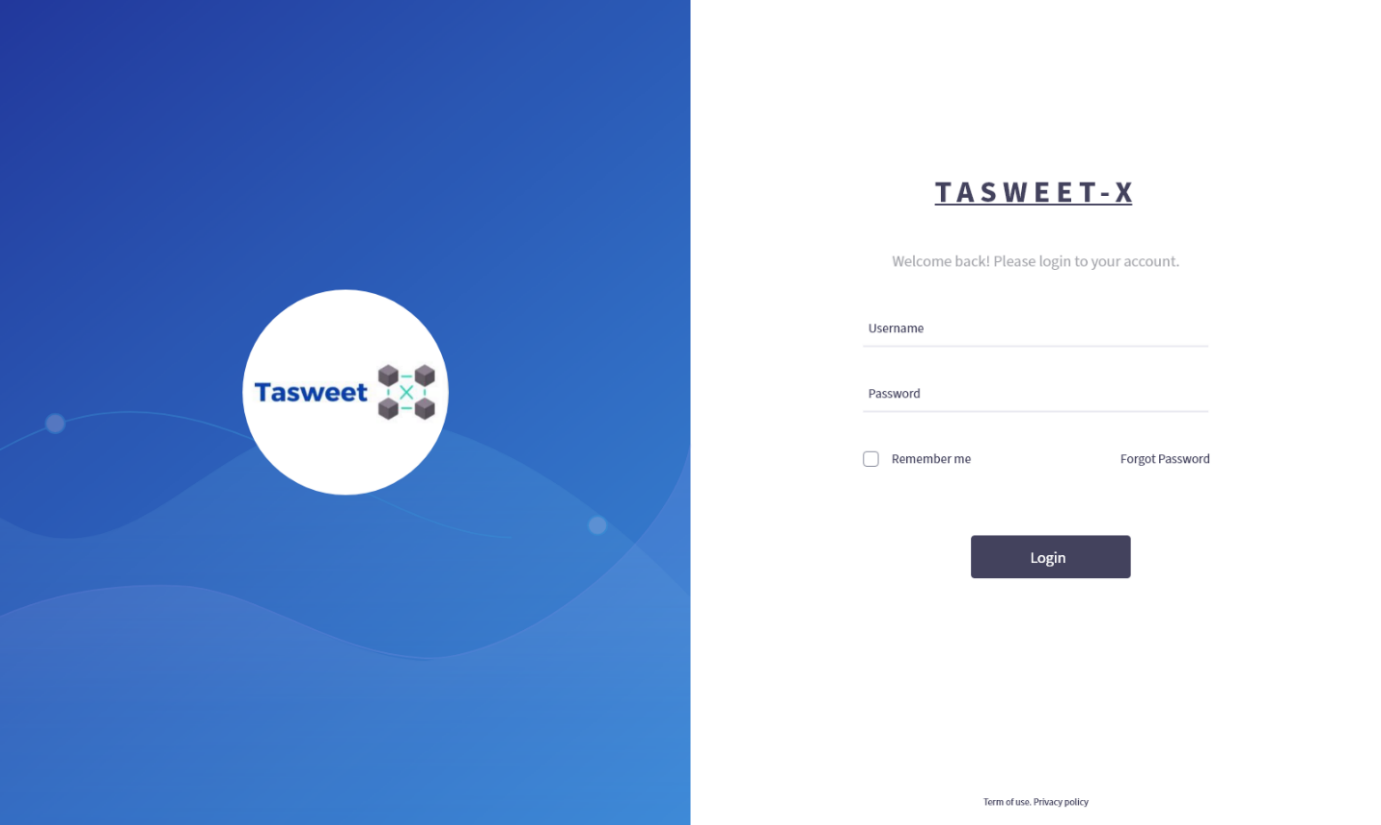 Tasweet
TASWEET-X
Welcome back! Please login to your account.
Username
Password
Remember me
Forgot Password
Login
Term of use. Privacy policy